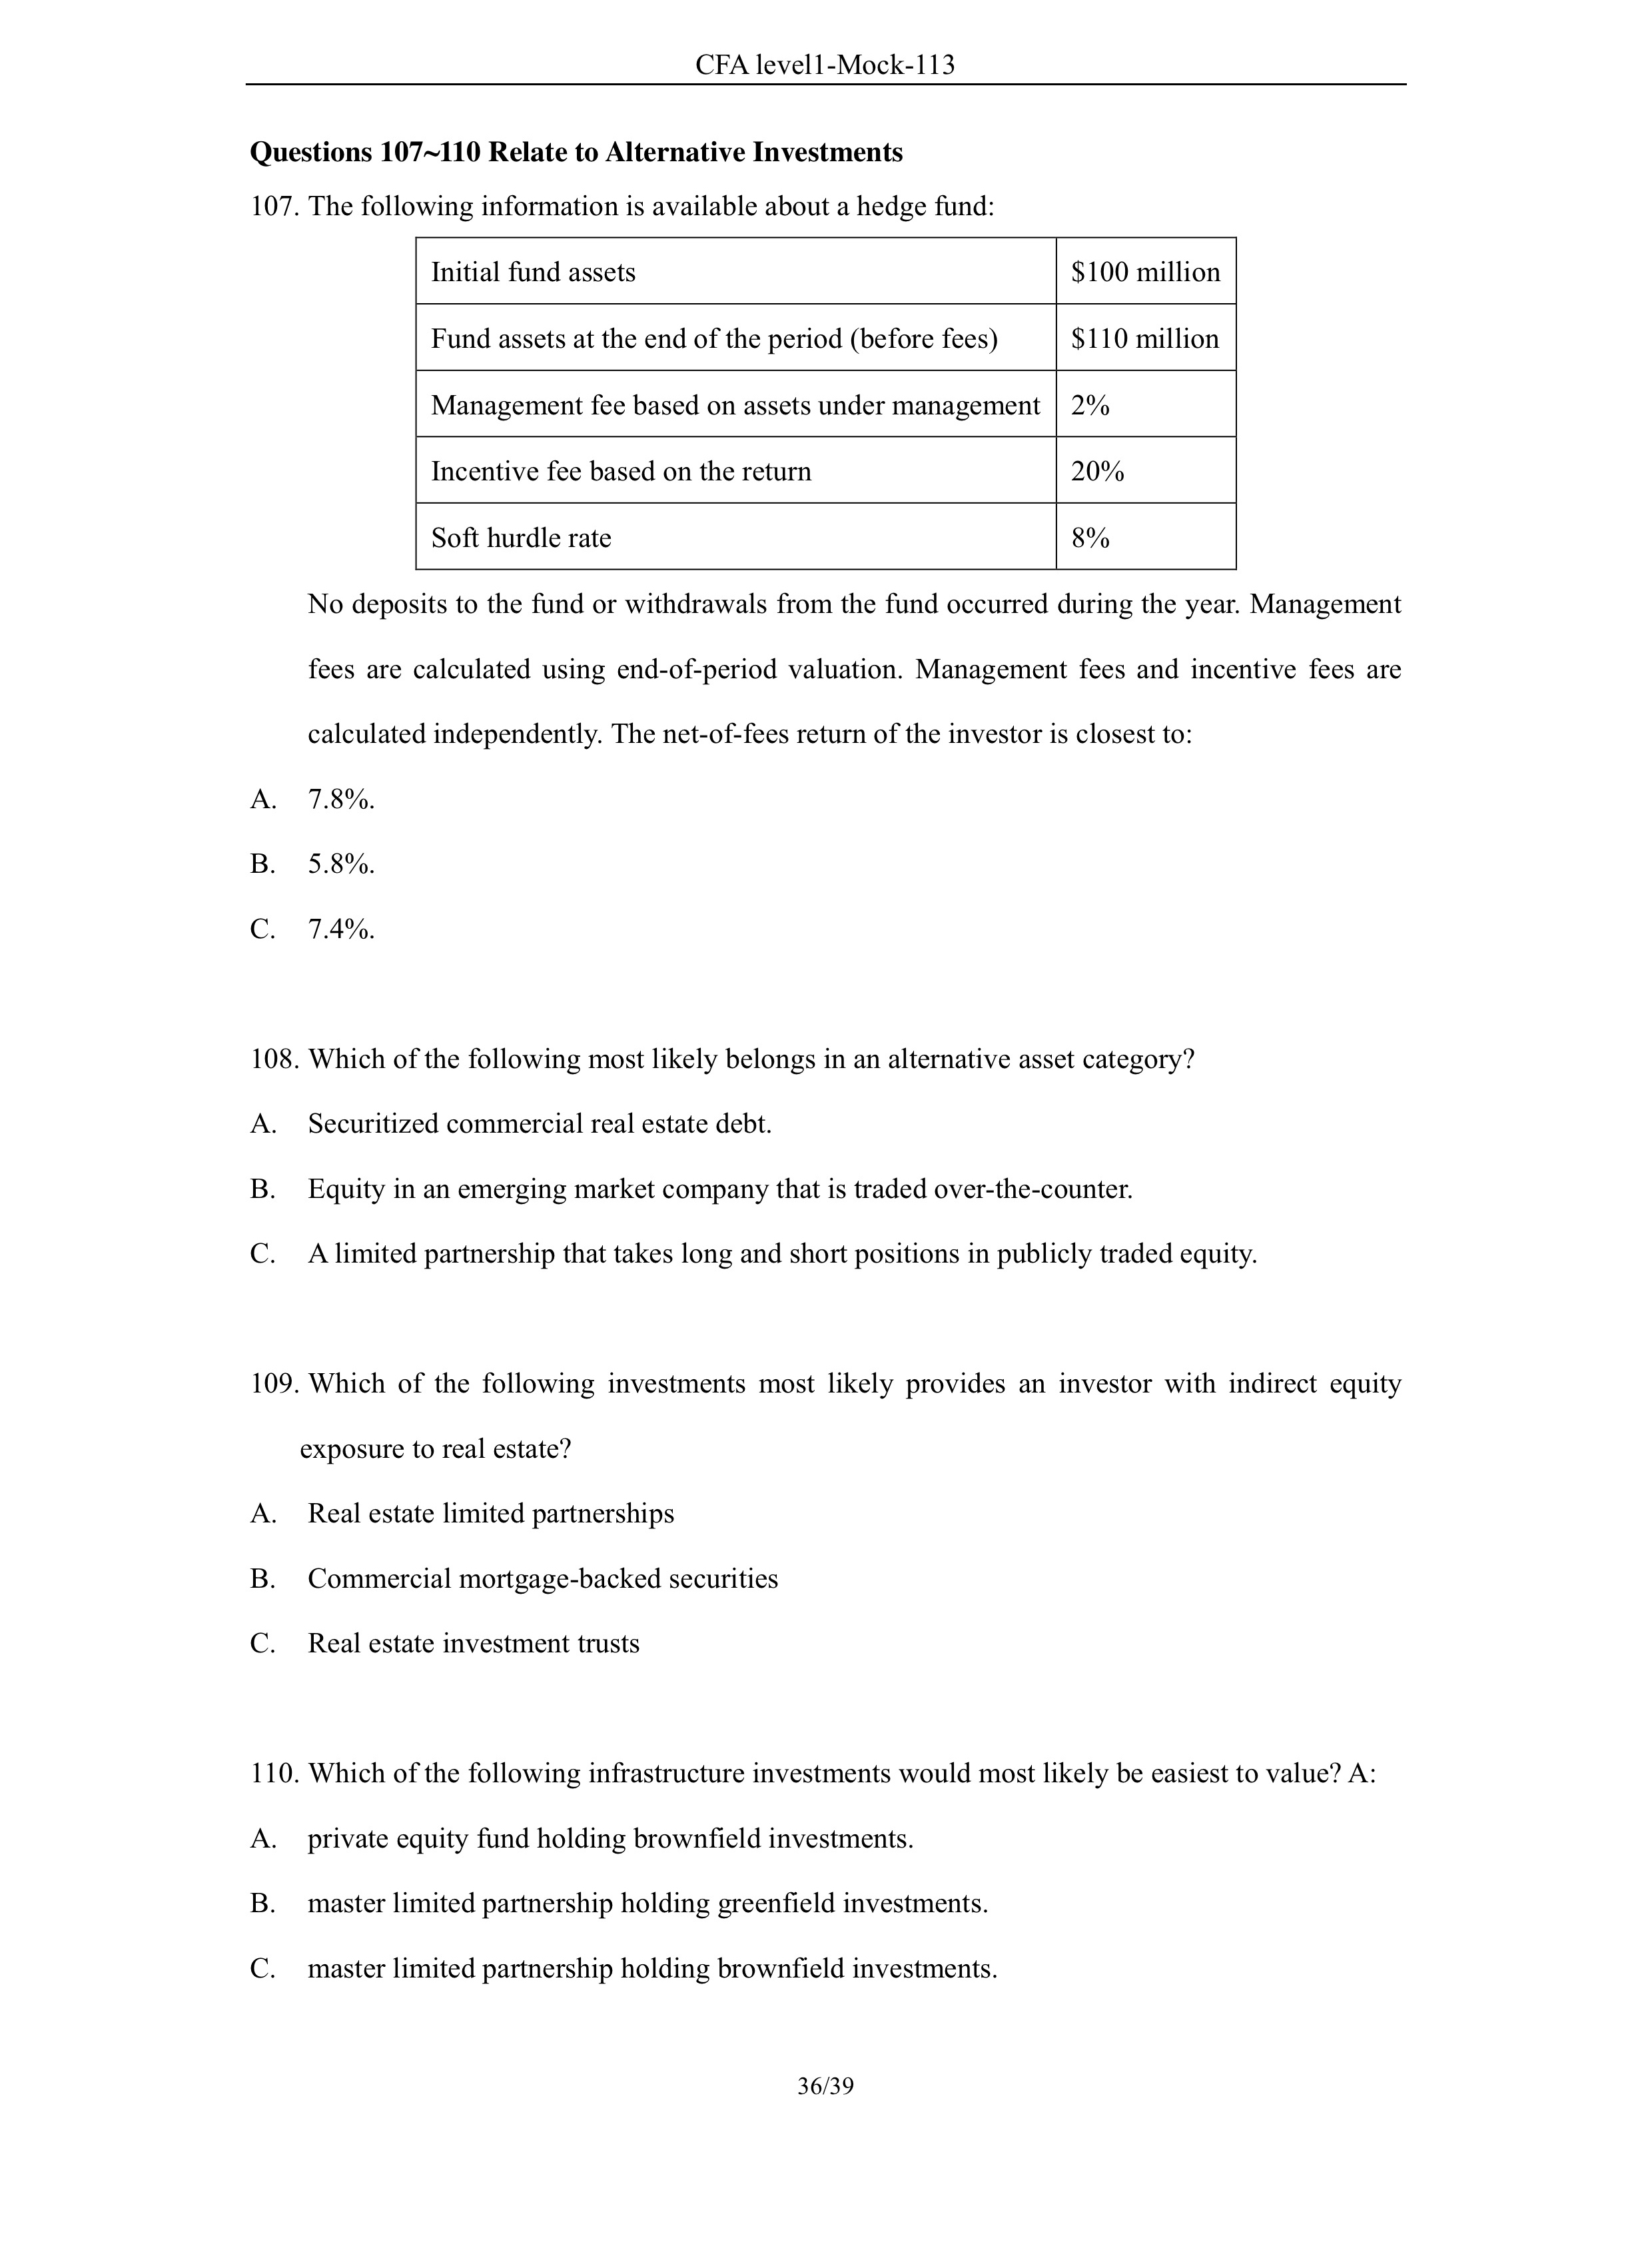 CFA level1-Mock-113
Questions 107~110 Relate to Alternative Investments
107. The following information is available about a hedge fund:
Initial fund assets $100 million
Fund assets at the end of the period (before fees) $110 million
Management fee based on assets under management 2%
Incentive fee based on the return 20%
Soft hurdle rate 8%
No deposits to the fund or withdrawals from the fund occurred during the year. Management
fees are calculated using end-of-period valuation. Management fees and incentive fees are
calculated independently. The net-of-fees return of the investor is closest to:
A. 7.8%.
B. 5.8%.
C. 7.4%.
108. Which of the following most likely belongs in an alternative asset category?
A. Securitized commercial real estate debt.
B. Equity in an emerging market company that is traded over-the-counter.
C. A limited partnership that takes long and short positions in publicly traded equity.
109. Which of the following investments most likely provides an investor with indirect equity
exposure to real estate?
A. Real estate limited partnerships
B. Commercial mortgage-backed securities
C. Real estate investment trusts
110. Which of the following infrastructure investments would most likely be easiest to value? A:
A. private equity fund holding brownfield investments.
B. master limited partnership holding greenfield investments.
C. master limited partnership holding brownfield investments.
36/39